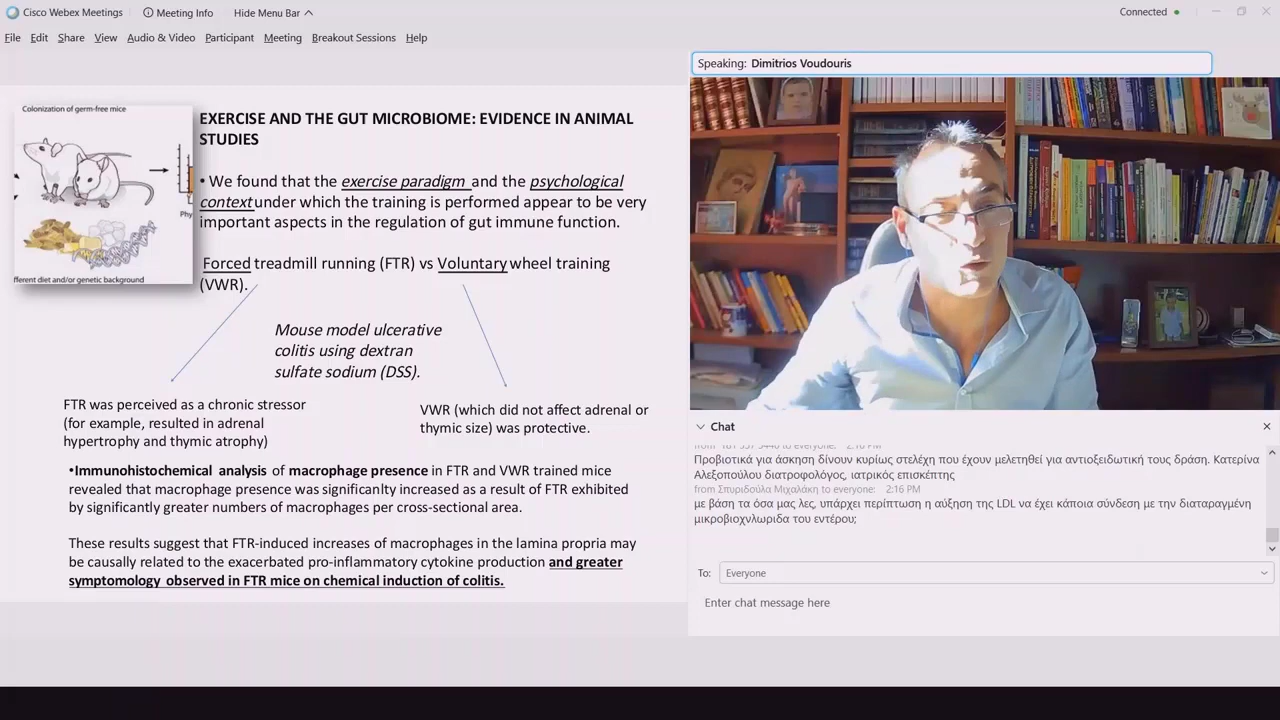 Cisco Webex Meetings
Meeting Info
Hide Menu Bar
Connected
File Edit Share View Audio & Video Participant Meeting Breakout Sessions Help
Colonization of germ-free mice
fferent diet and/or genetic background
EXERCISE AND THE GUT MICROBIOME: EVIDENCE IN ANIMAL
STUDIES
• We found that the exercise paradigm and the psychological
context under which the training is performed appear to be very
important aspects in the regulation of gut immune function.
Forced treadmill running (FTR) vs Voluntary wheel training
(VWR).
Mouse model ulcerative
colitis using dextran
sulfate sodium (DSS).
FTR was perceived as a chronic stressor
(for example, resulted in adrenal
hypertrophy and thymic atrophy)
VWR (which did not affect adrenal or
thymic size) was protective.
•Immunohistochemical analysis of macrophage presence in FTR and VWR trained mice
revealed that macrophage presence was significanlty increased as a result of FTR exhibited
by significantly greater numbers of macrophages per cross-sectional area.
These results suggest that FTR-induced increases of macrophages in the lamina propria may
be causally related to the exacerbated pro-inflammatory cytokine production and greater
symptomology observed in FTR mice on chemical induction of colitis.
Speaking: Dimitrios Voudouris
Chat
to everyone: 2:16 PM
Προβιοτικά για άσκηση δίνουν κυρίως στελέχη που έχουν μελετηθεί για αντιοξειδωτική τους δράση. Κατερίνα
Αλεξοπούλου διατροφολόγος, ιατρικός επισκέπτης
from Σπυριδούλα Μιχαλάκη to everyone: 2:16 PM
με βάση τα όσα μας λες, υπάρχει περίπτωση η αύξηση της LDL να έχει κάποια σύνδεση με την διαταραγμένη
μικροβιοχνλωριδα του εντέρου;
To: Everyone
Enter chat message here